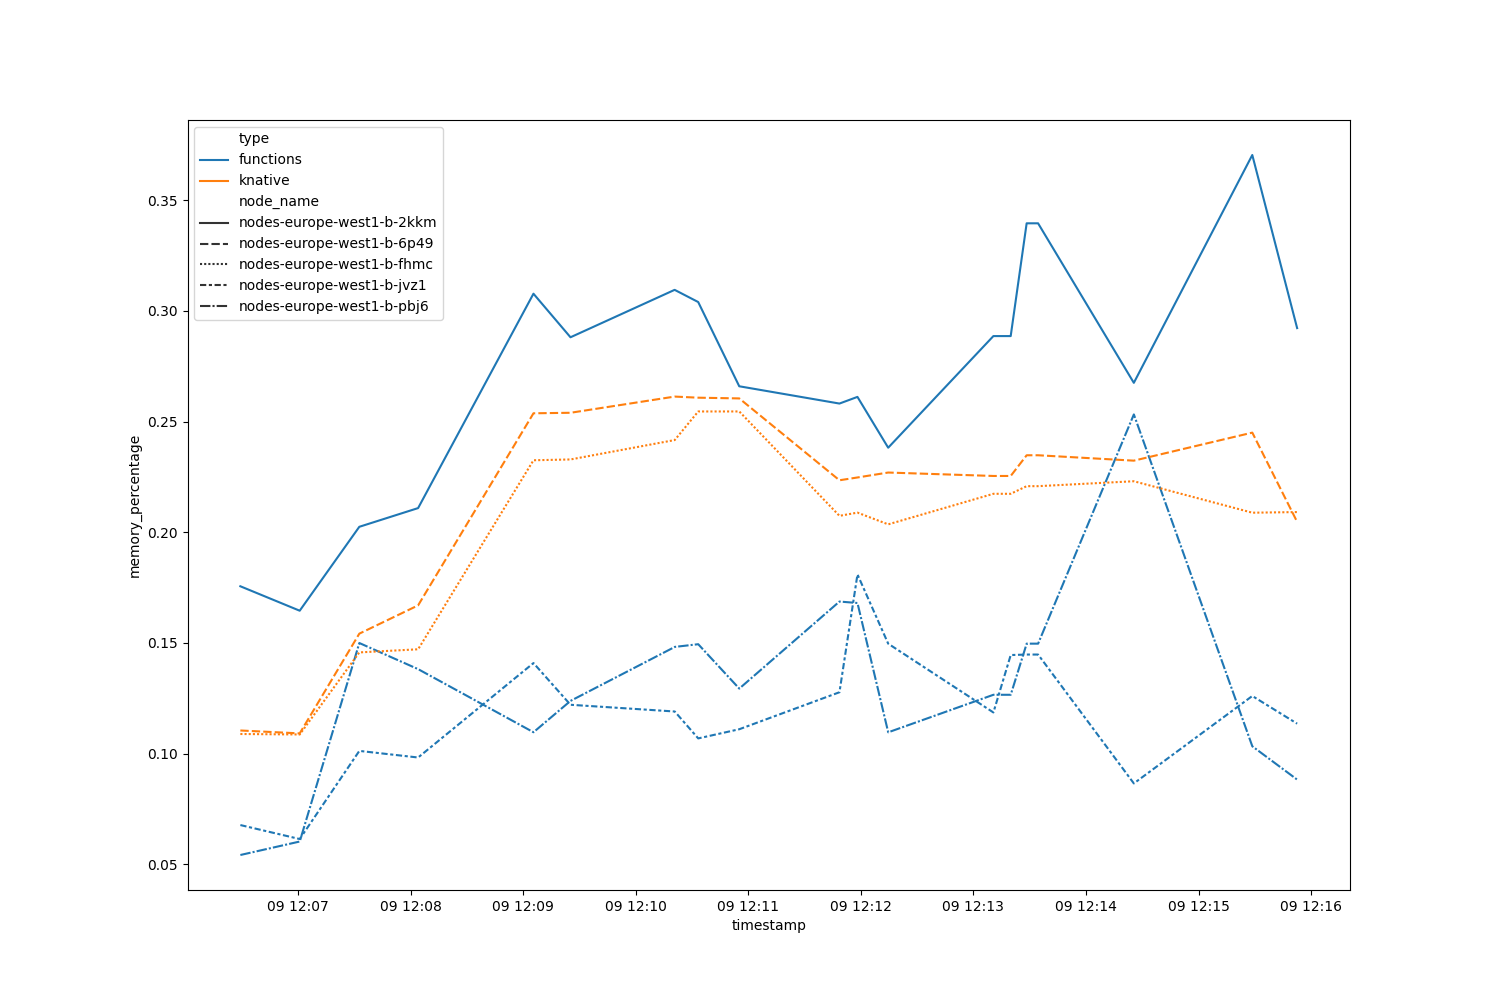 type
functions
knative
node_name
nodes-europe-west1-b-2kkm
nodes-europe-west1-b-6p49
nodes-europe-west1-b-fhmc
nodes-europe-west1-b-jvz1
nodes-europe-west1-b-pbj6
memory_percentage
0.35
0.30
0.25
0.20
0.15
0.10
0.05
09 12:07 09 12:08 09 12:09 09 12:10 09 12:11 09 12:12 09 12:13 09 12:14 09 12:15 09 12:16
timestamp